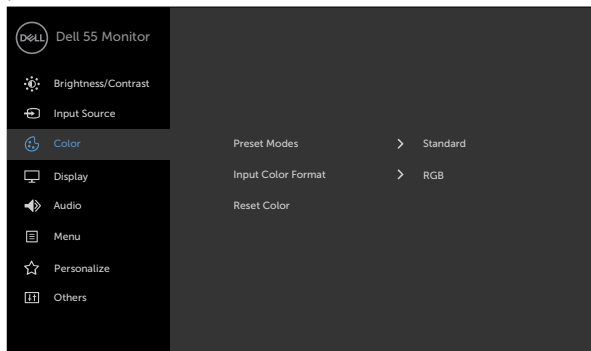 DELL Dell 55 Monitor
Brightness/Contrast
Input Source
Color Preset Modes > Standard
Display Input Color Format > RGB
Audio Reset Color
Menu
Personalize
Others